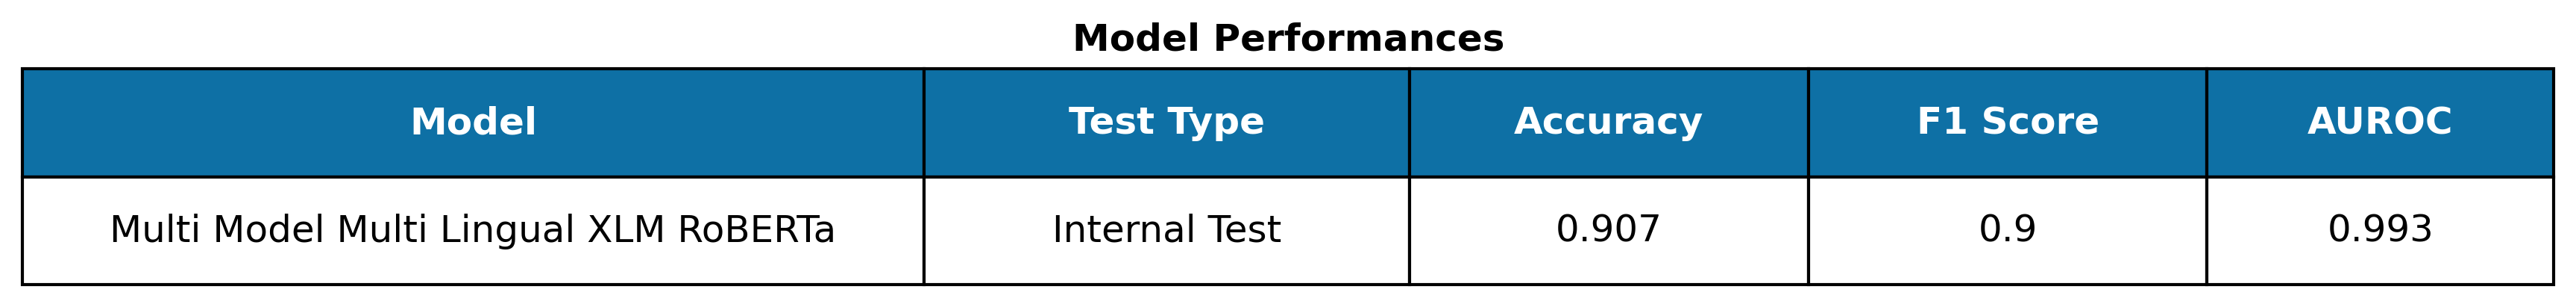 Model Performances
Model Test Type Accuracy F1 Score AUROC
Multi Model Multi Lingual XLM RoBERTa Internal Test 0.907 0.9 0.993